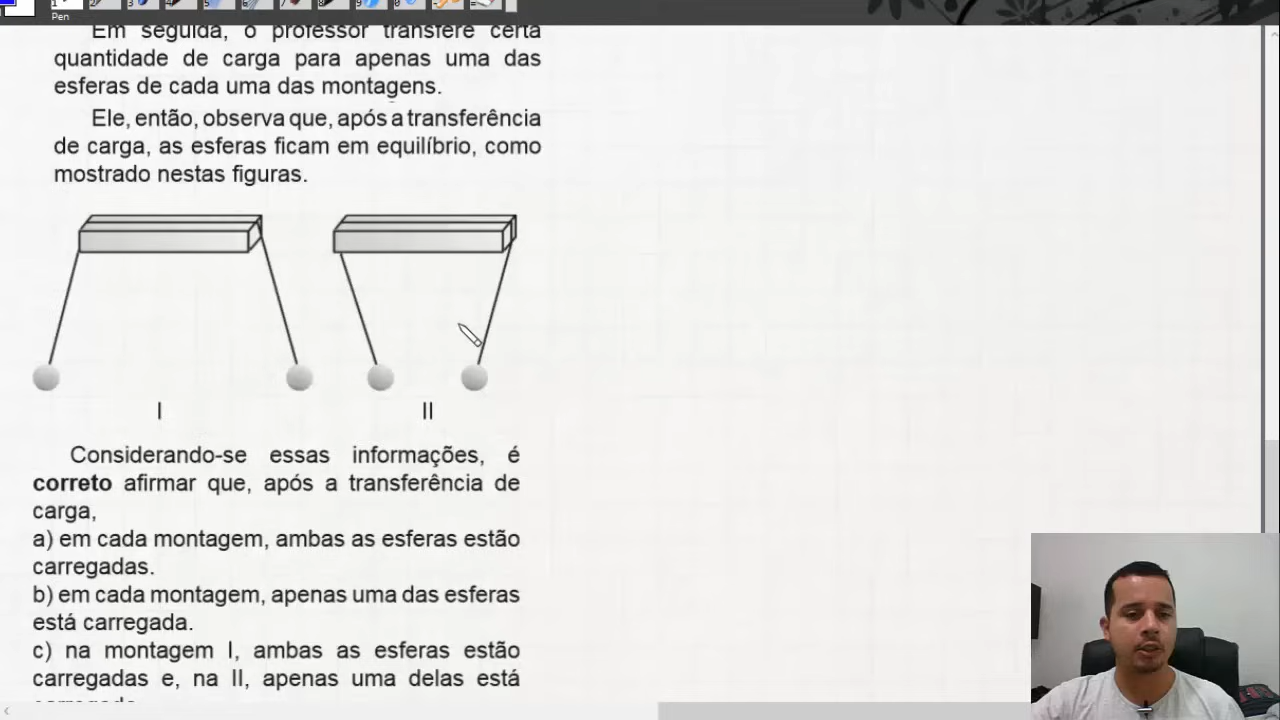 Pen
Em seguida, o professor transfere certa
quantidade de carga para apenas uma das
esferas de cada uma das montagens.
Ele, então, observa que, após a transferência
de carga, as esferas ficam em equilíbrio, como
mostrado nestas figuras.
I
II
Considerando-se essas informações, é
correto afirmar que, após a transferência de
carga,
a) em cada montagem, ambas as esferas estão
carregadas.
b) em cada montagem, apenas uma das esferas
está carregada.
c) na montagem I, ambas as esferas estão
carregadas e, na II, apenas uma delas está